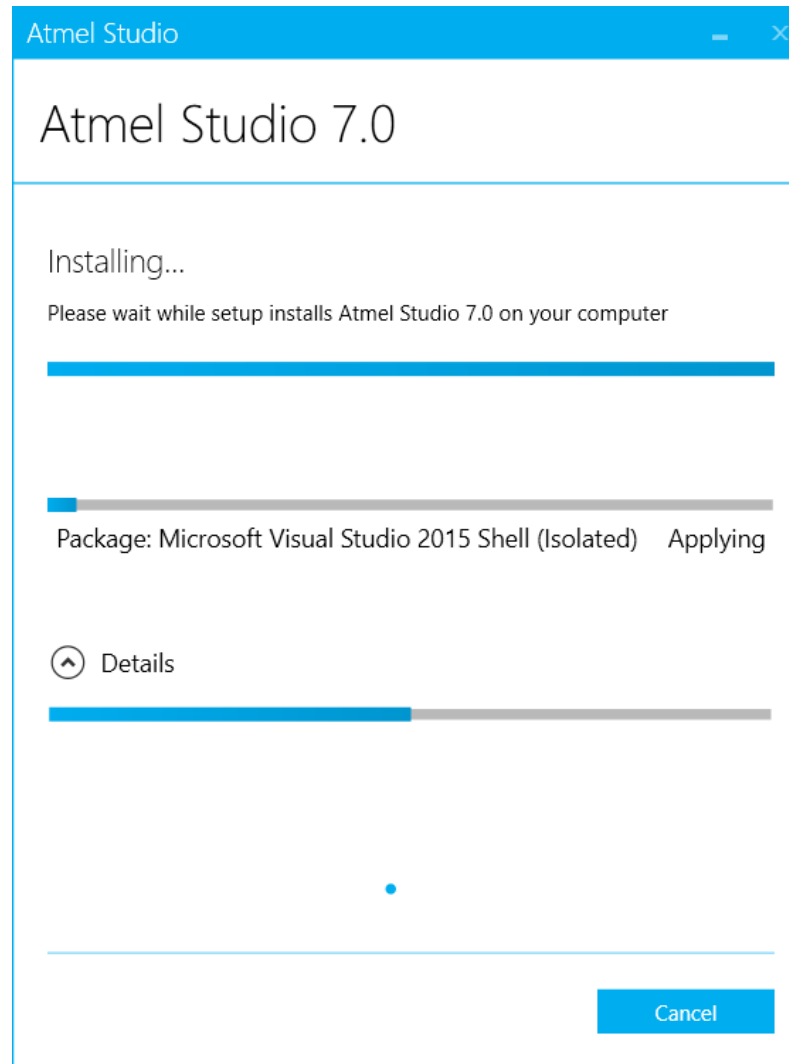 Atmel Studio
Atmel Studio 7.0
Installing...
Please wait while setup installs Atmel Studio 7.0 on your computer
Package: Microsoft Visual Studio 2015 Shell (Isolated) Applying
Details
Cancel